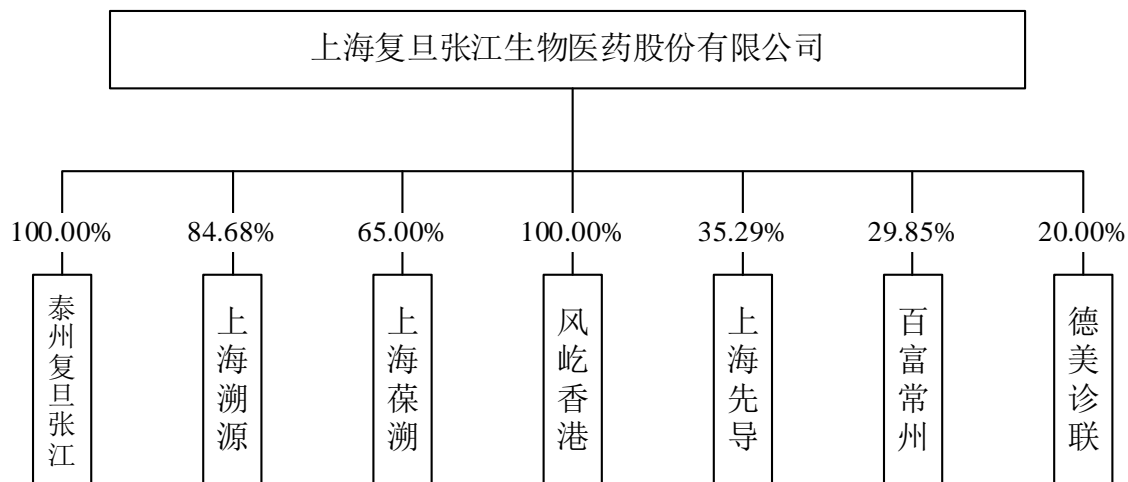 上海复旦张江生物医药股份有限公司
100.00%
84.68%
65.00%
100.00%
35.29%
29.85%
20.00%
泰州复旦张江
上海溯源
上海葆溯
风屹香港
上海先导
百富常州
德美诊联